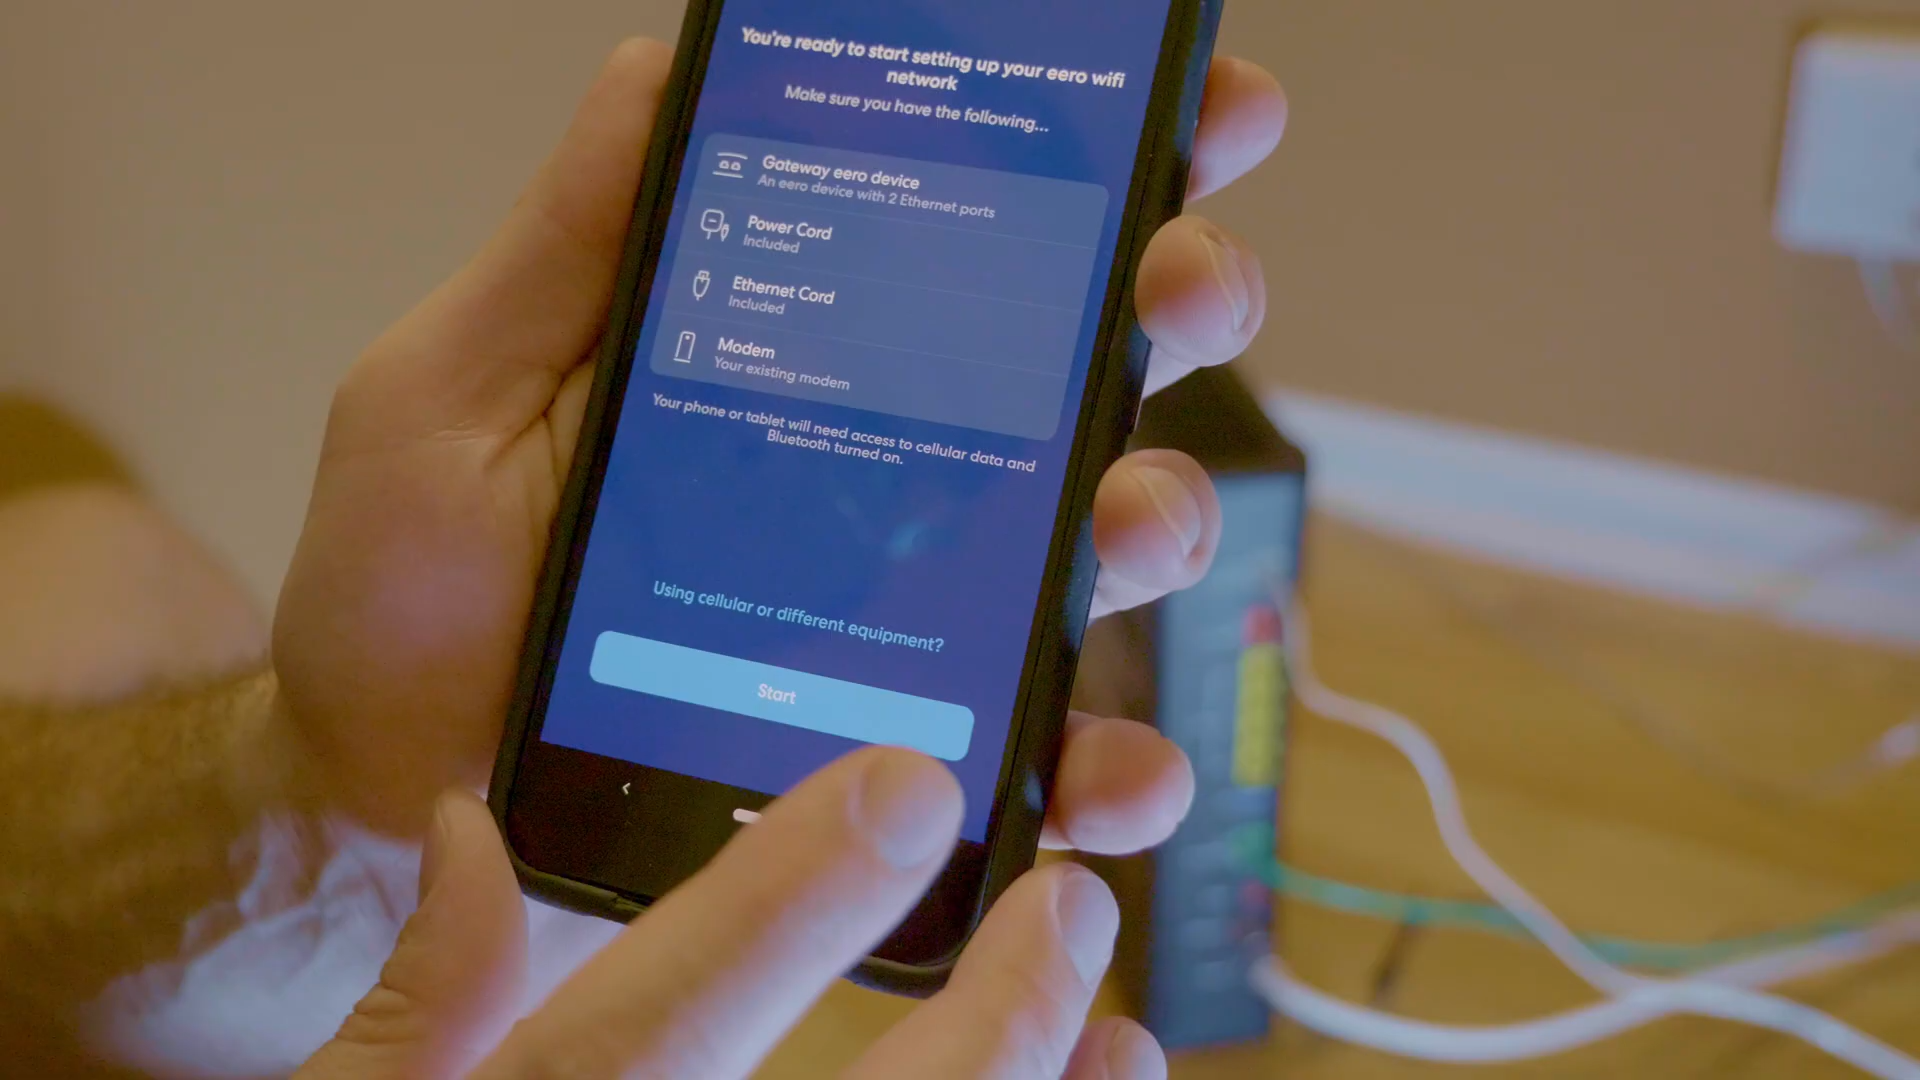 You're ready to start setting up your eero wifi
network
Make sure you have the following...
Gateway eero device
An eero device with 2 Ethernet ports
Power Cord
Included
Ethernet Cord
Included
Modem
Your existing modem
Your phone or tablet will need access to cellular data and
Bluetooth turned on.
Using cellular or different equipment?
Start